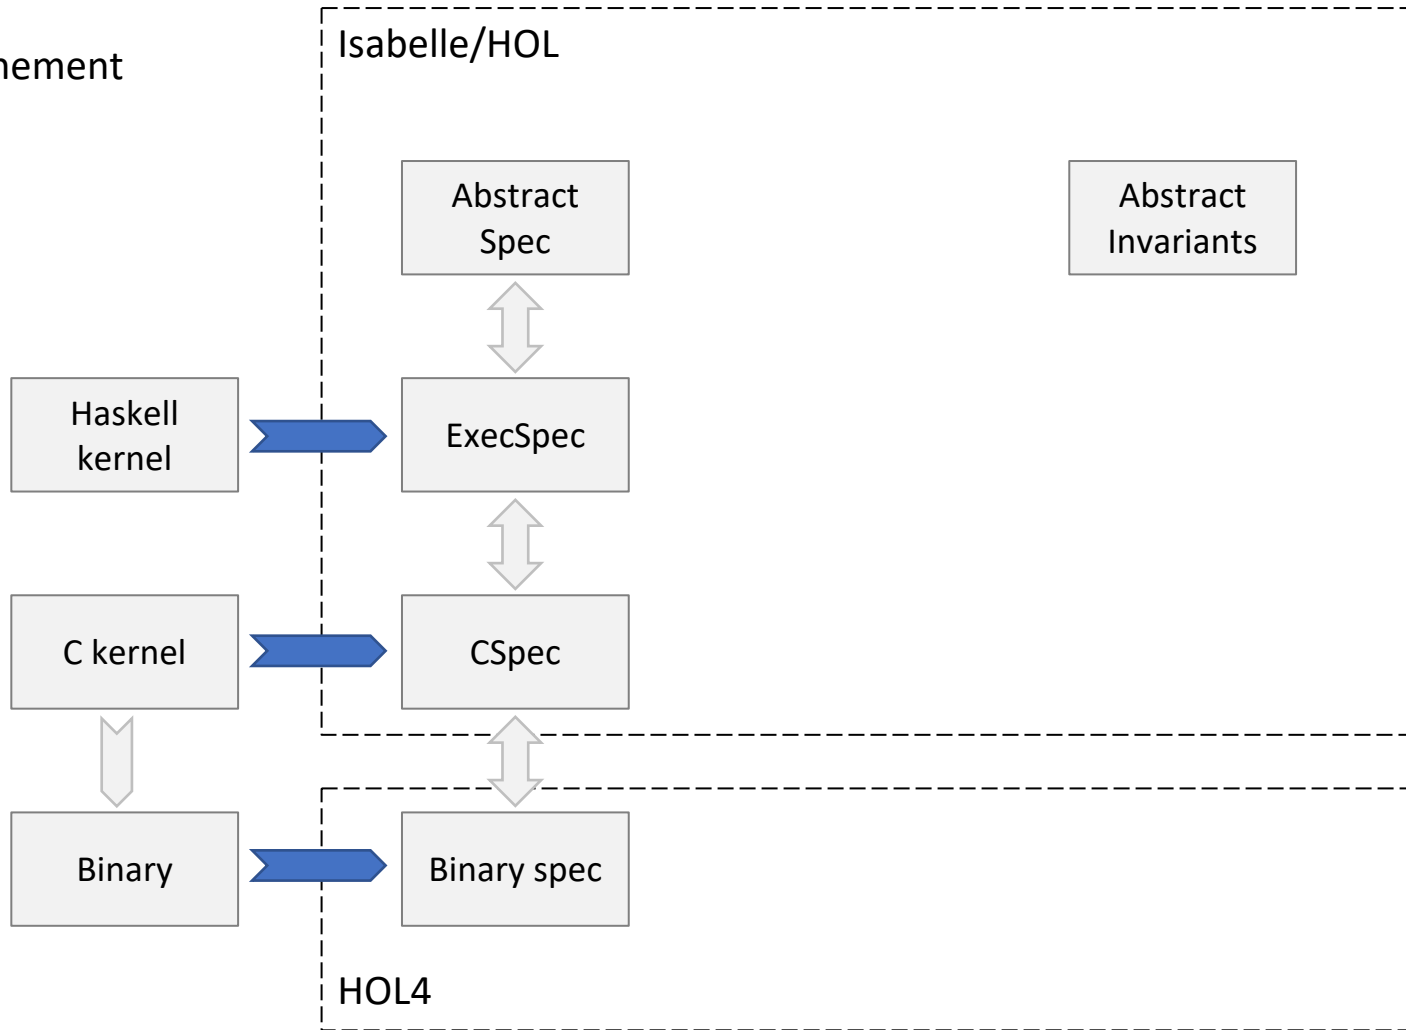 nement
Isabelle/HOL
Abstract
Spec
Abstract
Invariants
Haskell
kernel
ExecSpec
C kernel
CSpec
Binary
Binary spec
HOL4